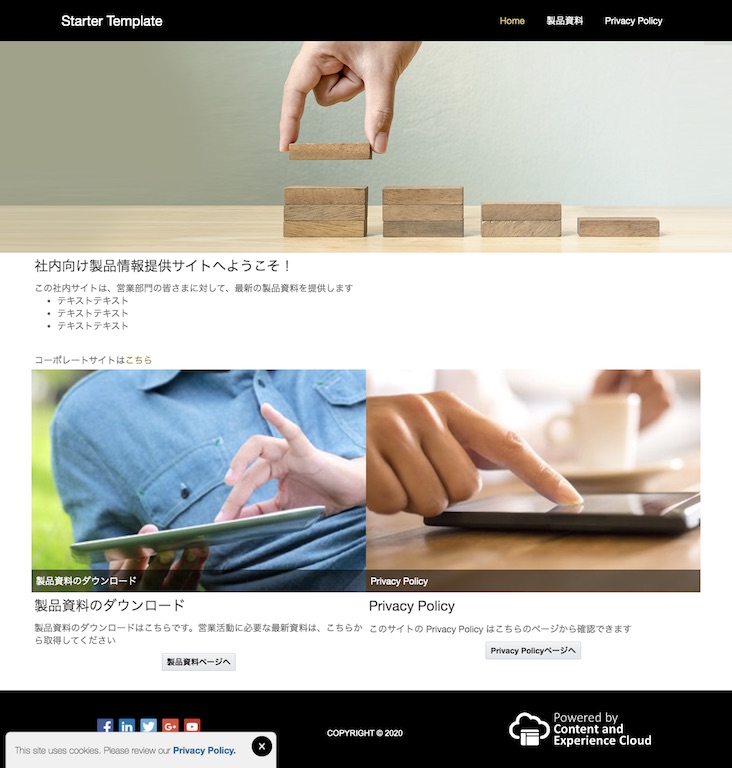 Starter Template
Home 製品資料 Privacy Policy
社内向け製品情報提供サイトへようこそ！
この社内サイトは、営業部門の皆さまに対して、最新の製品資料を提供します
• テキストテキスト
• テキストテキスト
• テキストテキスト
コーポレートサイトはこちら
製品資料のダウンロード
Privacy Policy
製品資料のダウンロード
製品資料のダウンロードはこちらです。営業活動に必要な最新資料は、こちらか
ら取得してください
製品資料ページへ
Privacy Policy
このサイトの Privacy Policy はこちらのページから確認できます
Privacy Policyページへ
COPYRIGHT © 2020
Powered by
Content and
Experience Cloud
This site uses cookies. Please review our Privacy Policy.